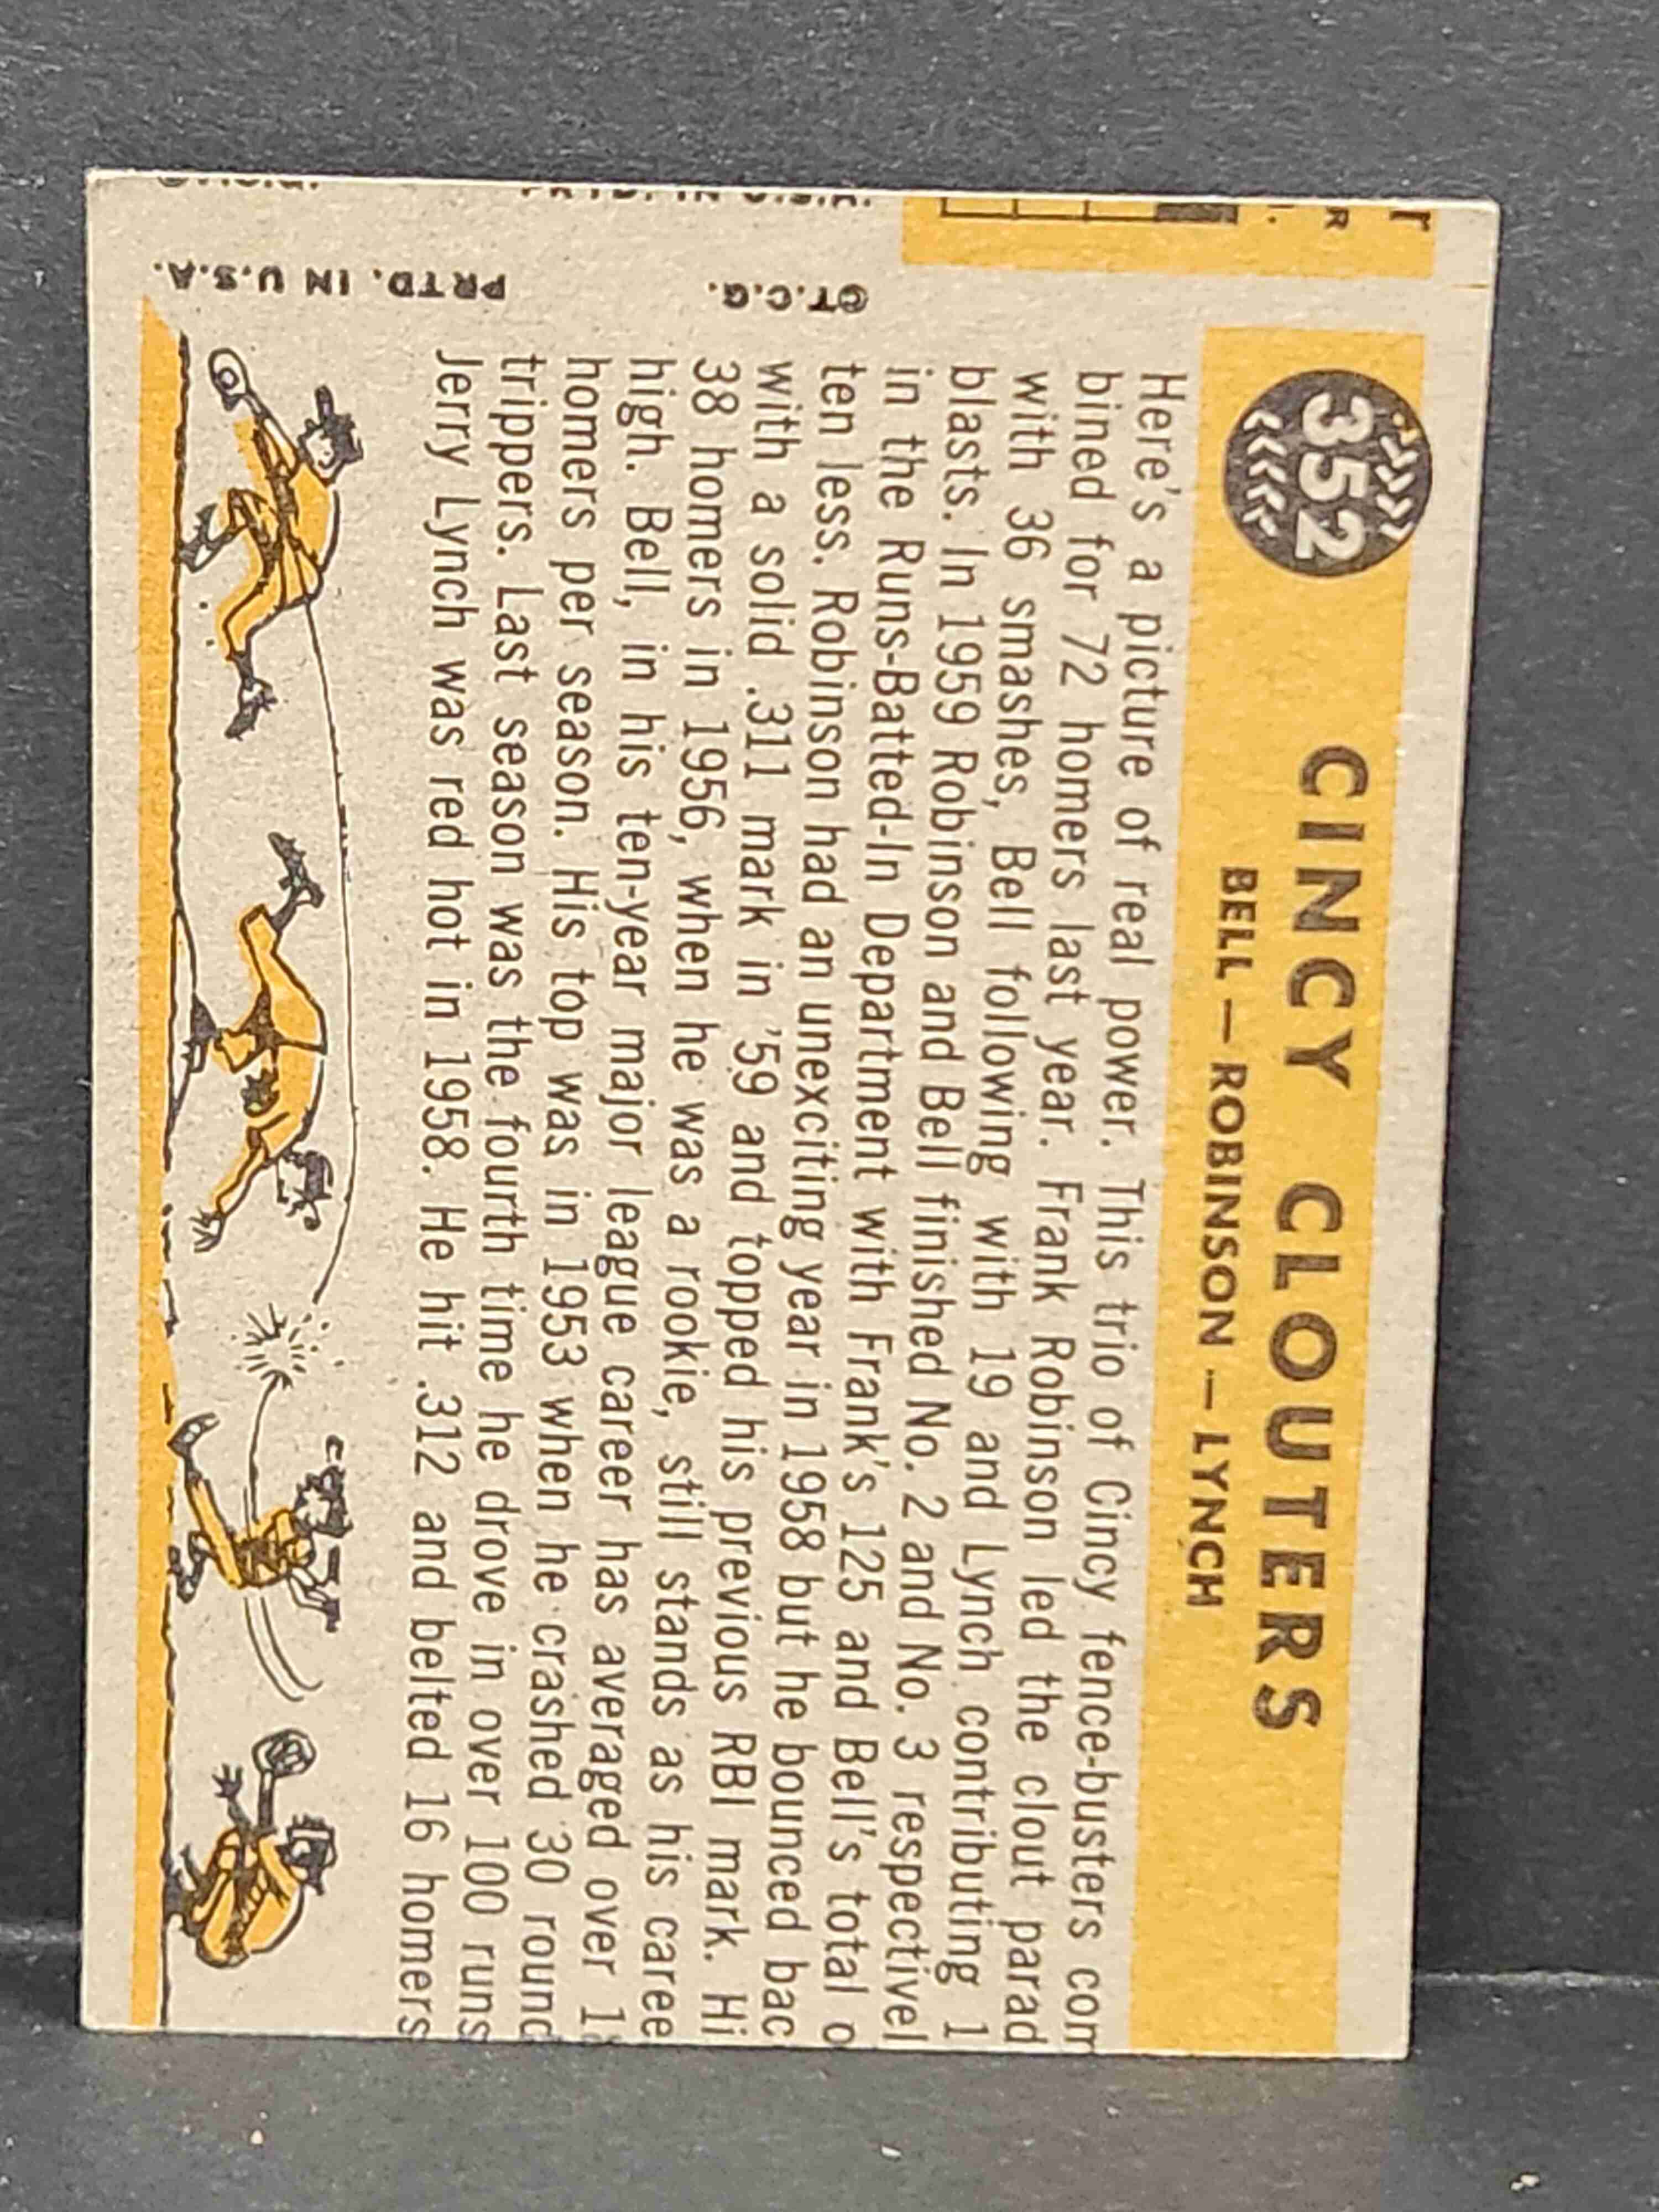 352
CINCY CLOUTERS
BELL — ROBINSON — LYNCH
Here's a picture of real power. This trio of Cincy fence-busters com
bined for 72 homers last year. Frank Robinson led the clout parad
with 36 smashes, Bell following with 19 and Lynch contributing 1
blasts. In 1959 Robinson and Bell finished No. 2 and No. 3 respectivel
in the Runs-Batted-In Department with Frank's 125 and Bell's total o
ten less. Robinson had an unexciting year in 1958 but he bounced bac
with a solid .311 mark in '59 and topped his previous RBI mark. Hi
38 homers in 1956, when he was a rookie, still stands as his caree
high. Bell, in his ten-year major league career has averaged over 1
homers per season. His top was in 1953 when he crashed 30 round
trippers. Last season was the fourth time he drove in over 100 runs
Jerry Lynch was red hot in 1958. He hit .312 and belted 16 homers
©T.C.G. PRTD. IN U.S.A.
r
R